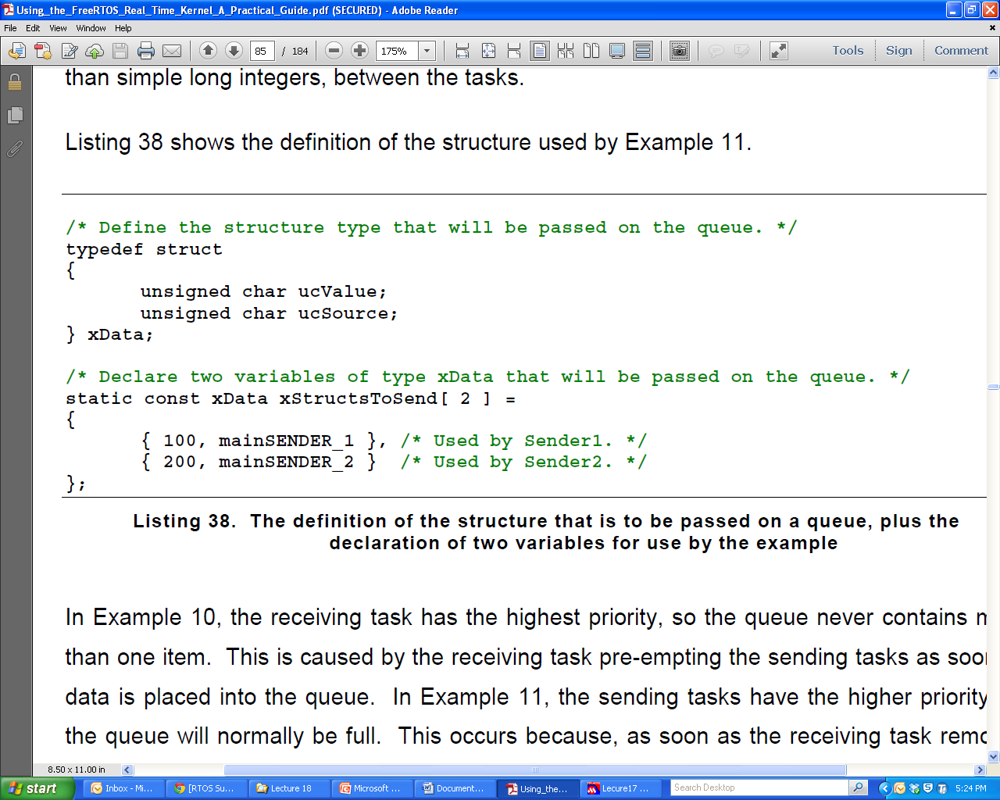 Using_the_FreeRTOS_Real_Time_Kernel_A_Practical_Guide.pdf (SECURED) - Adobe Reader
File Edit View Window Help
85 / 184 175% Tools Sign Comment
than simple long integers, between the tasks.
Listing 38 shows the definition of the structure used by Example 11.
/* Define the structure type that will be passed on the queue. */
typedef struct
{
unsigned char ucValue;
unsigned char ucSource;
} xData;
/* Declare two variables of type xData that will be passed on the queue. */
static const xData xStructsToSend[ 2 ] =
{
{ 100, mainSENDER_1 }, /* Used by Sender1. */
{ 200, mainSENDER_2 } /* Used by Sender2. */
};
Listing 38. The definition of the structure that is to be passed on a queue, plus the
declaration of two variables for use by the example
In Example 10, the receiving task has the highest priority, so the queue never contains
than one item. This is caused by the receiving task pre-empting the sending tasks as
data is placed into the queue. In Example 11, the sending tasks have the higher priority
the queue will normally be full. This occurs because, as soon as the receiving task
8.50 x 11.00 in
start Inbox - Mi... [RTOS Su... Lecture 18 Microsoft ... Document... Using_the... Lecure17 ... Search Desktop 5:24 PM